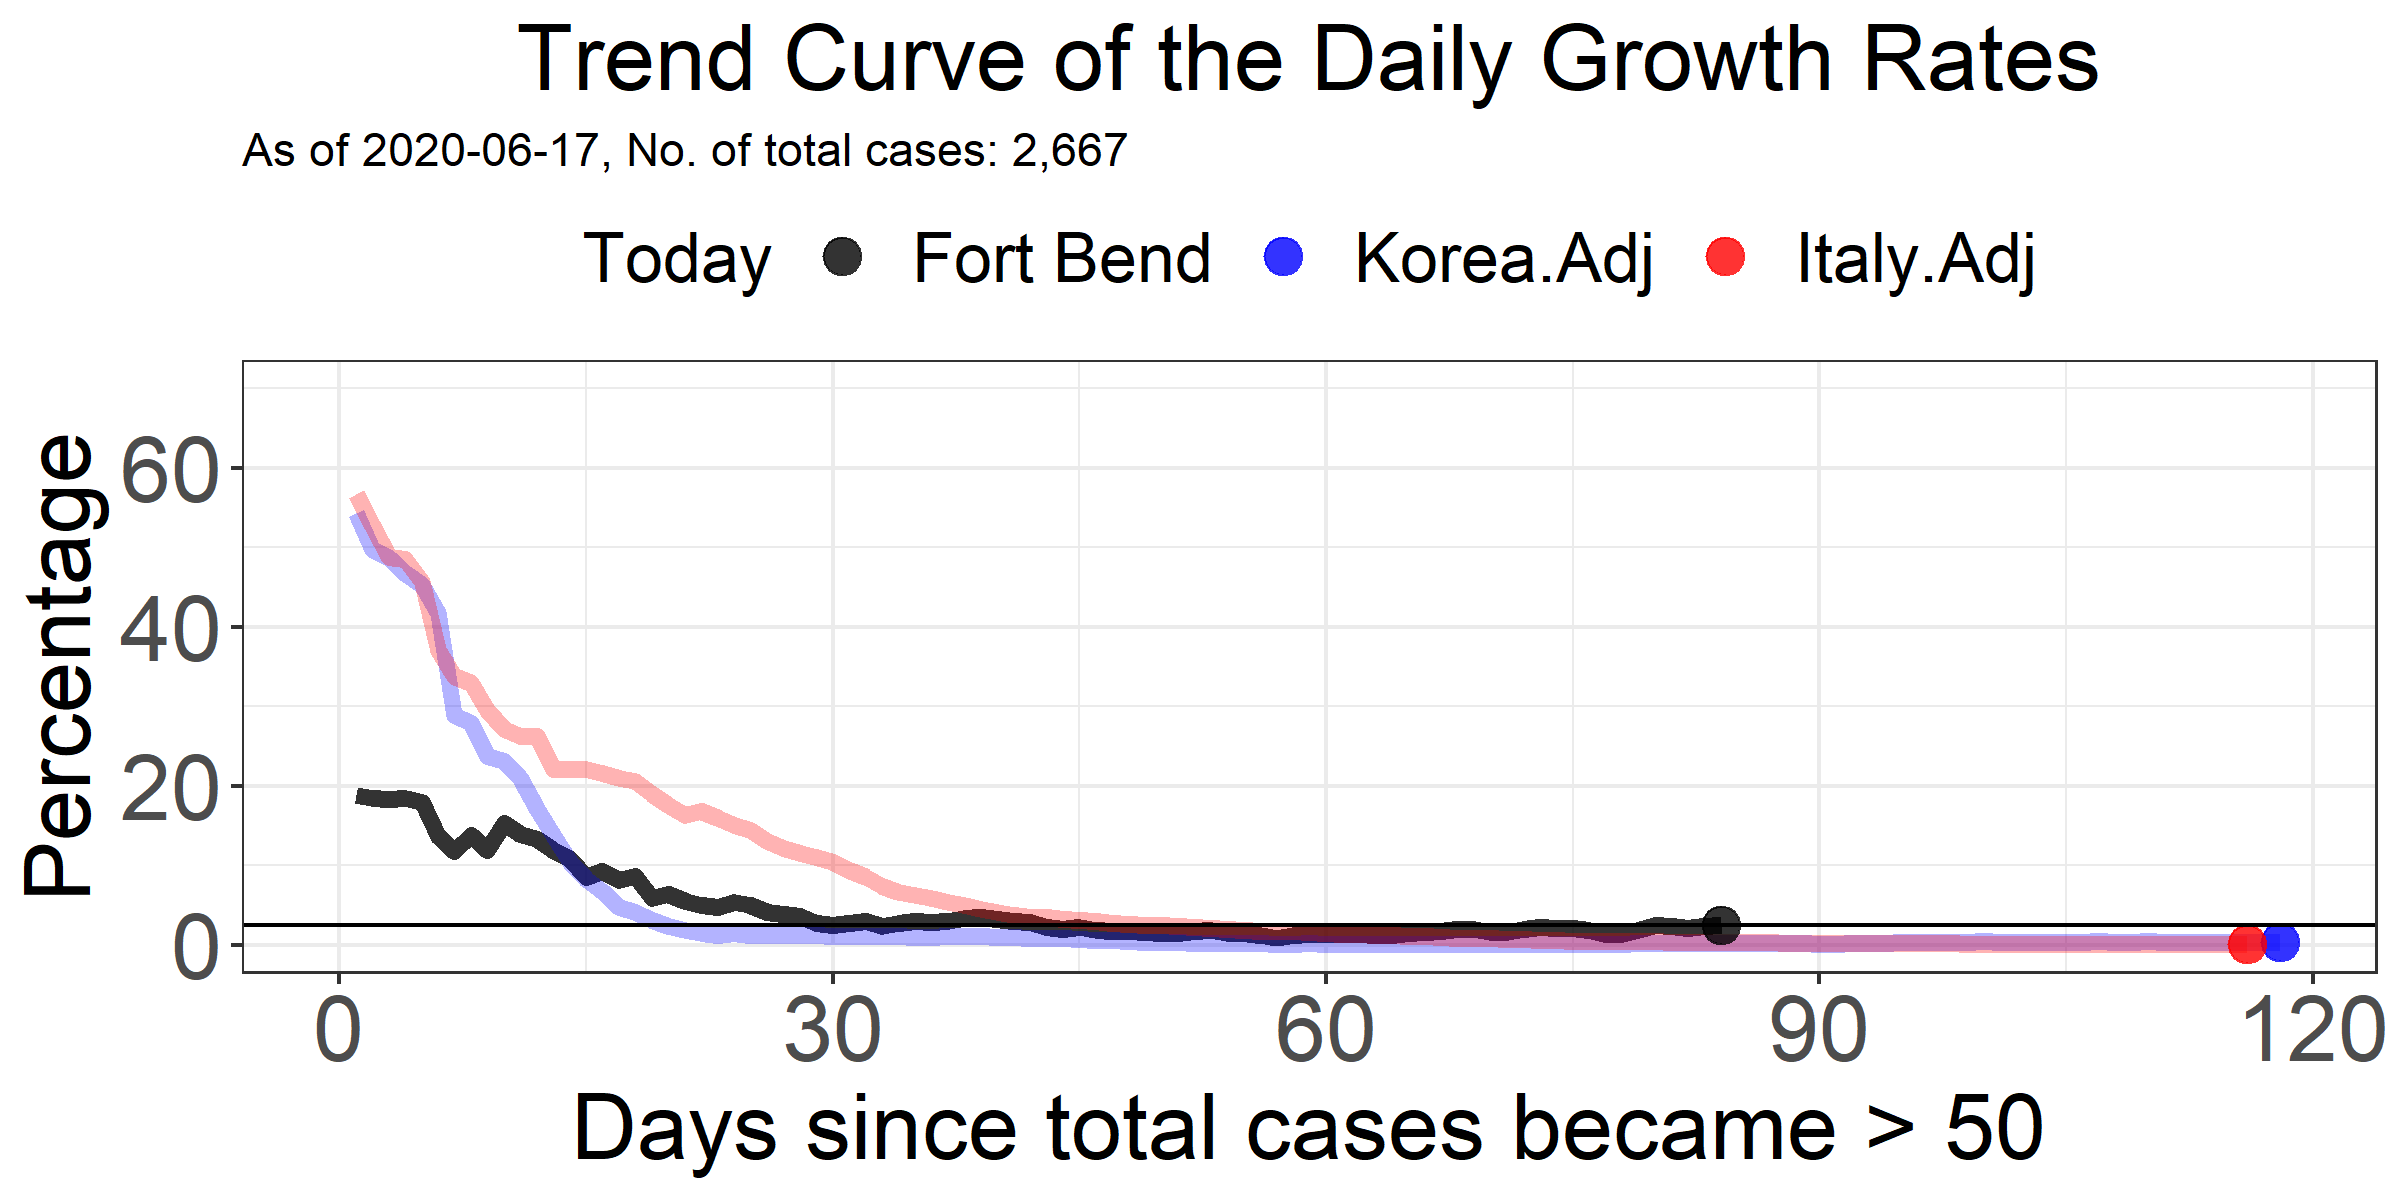 Trend Curve of the Daily Growth Rates
As of 2020-06-17, No. of total cases: 2,667
Today Fort Bend Korea.Adj Italy.Adj
Percentage
60
40
20
0
0 30 60 90 120
Days since total cases became > 50